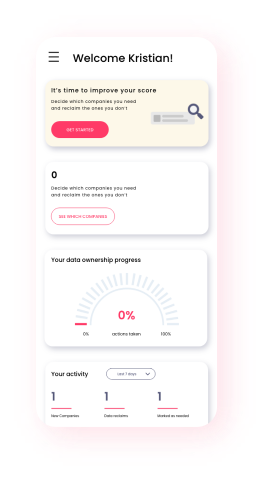 Welcome Kristian!
It's time to improve your score
Decide which companies you need
and reclaim the ones you don't
GET STARTED
0
Decide which companies you need
and reclaim the ones you don't
SEE WHICH COMPANIES
Your data ownership progress
0%
0% actions taken 100%
Your activity Last 7 days
1 1 1
New Companies Data reclaims Marked as needed